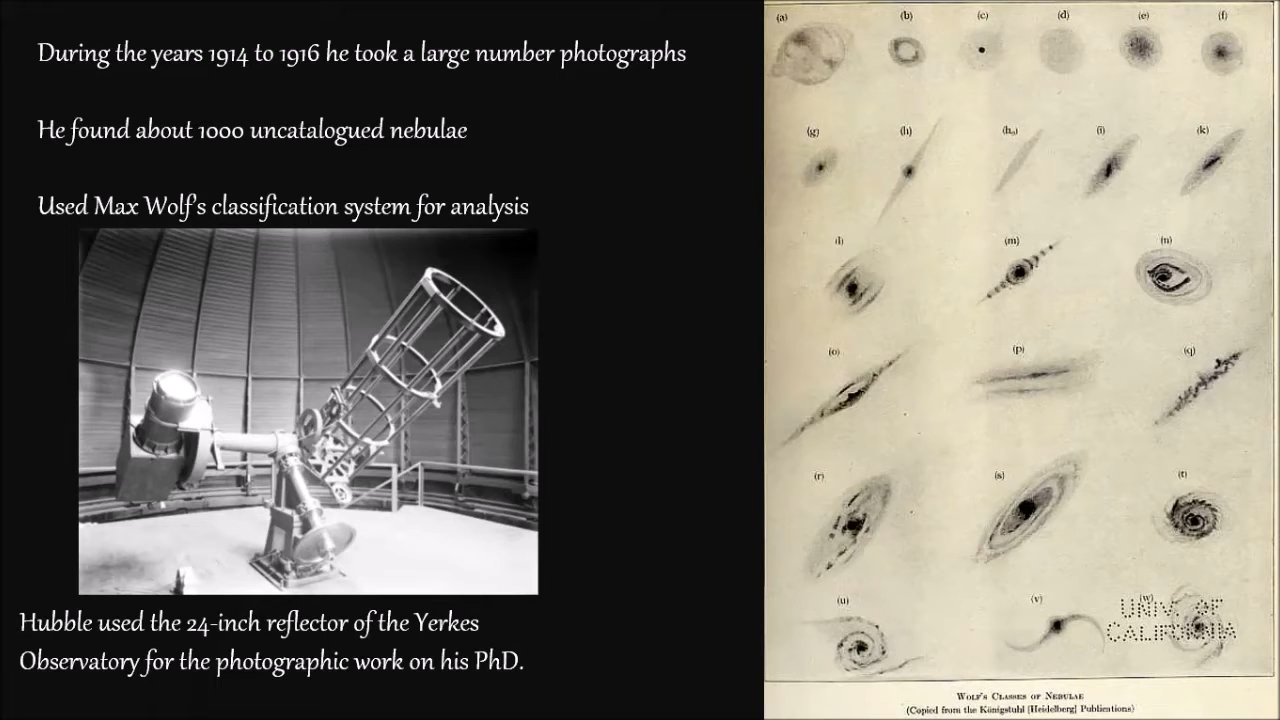 During the years 1914 to 1916 he took a large number photographs
He found about 1000 uncatalogued nebulae
Used Max Wolf's classification system for analysis
Hubble used the 24-inch reflector of the Yerkes
Observatory for the photographic work on his PhD.
(a) (b) (c) (d) (e) (f)
(g) (h) (h₀) (i) (k)
(l) (m) (n)
(o) (p) (q)
(r) (s) (t)
(u) (v) (w)
UNIV. OF
CALIFORNIA
Wolf's Classes of Nebulae
(Copied from the Königstuhl [Heidelberg] Publications)